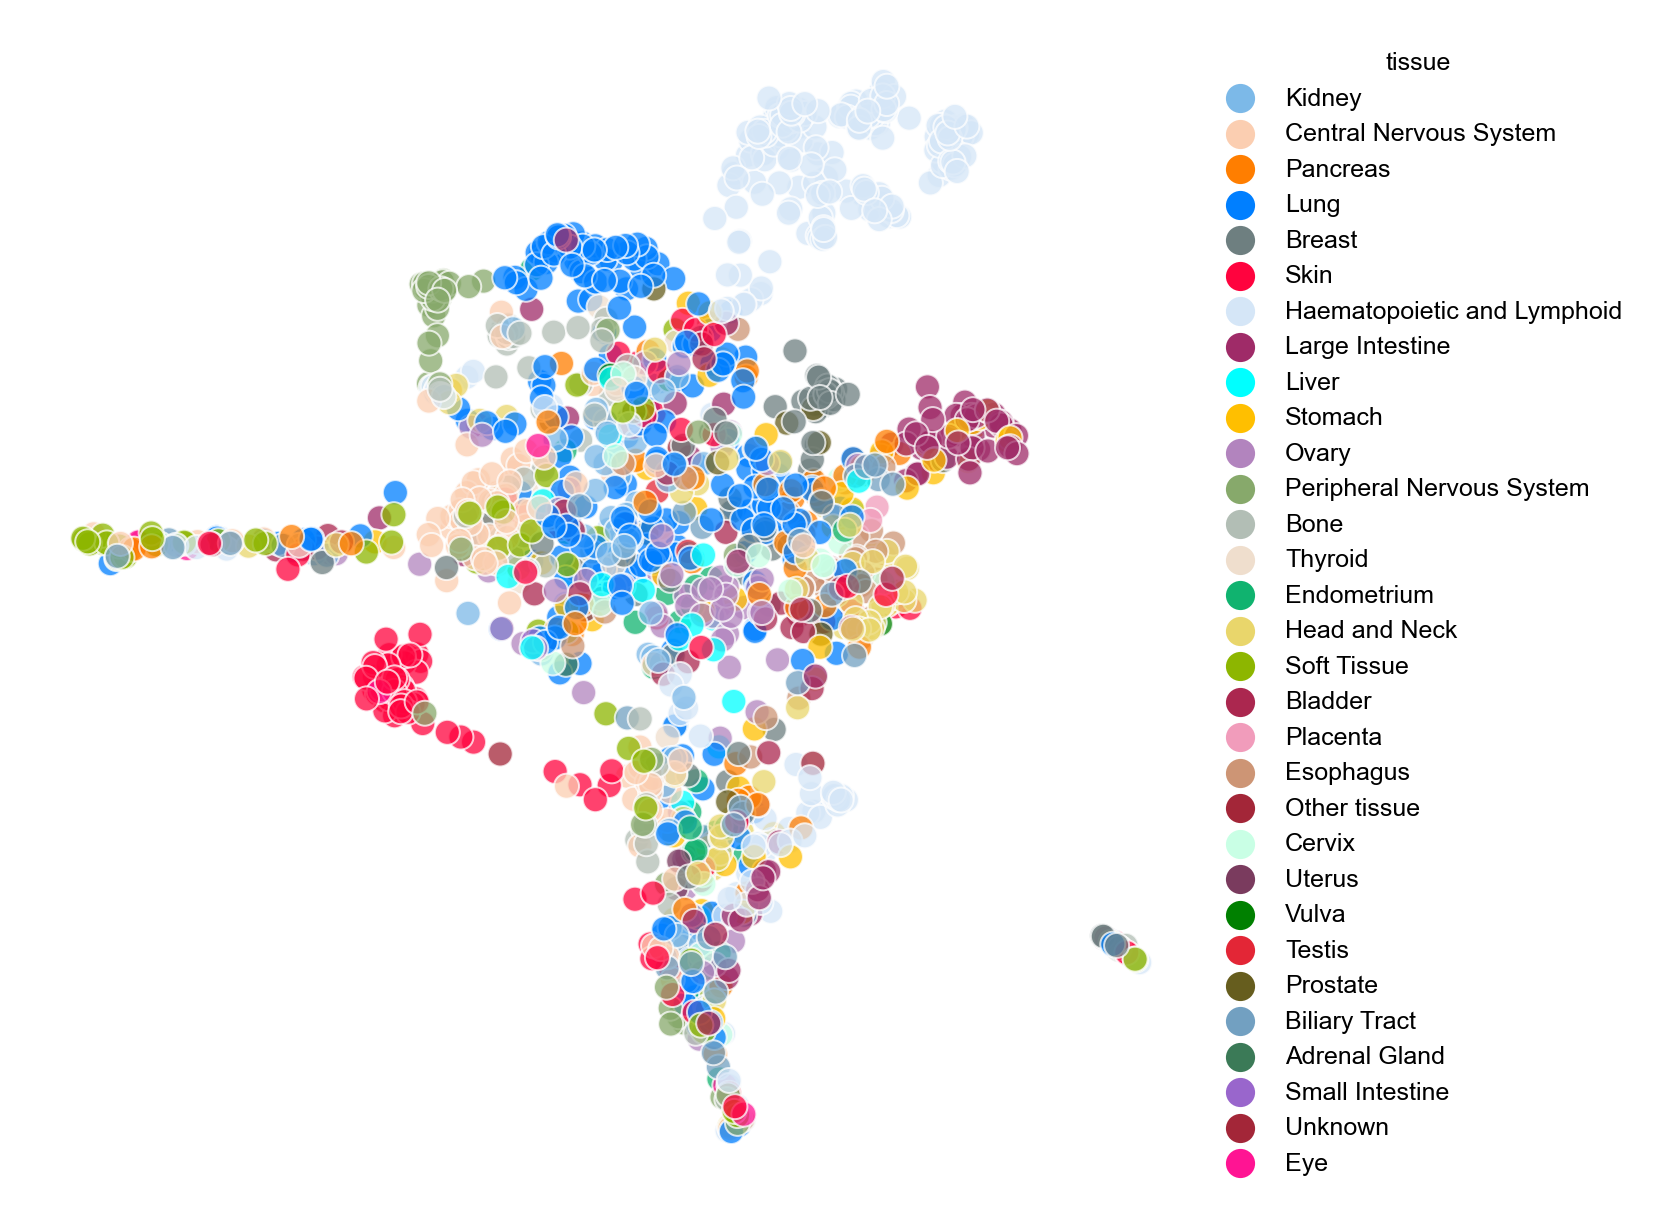 tissue
Kidney
Central Nervous System
Pancreas
Lung
Breast
Skin
Haematopoietic and Lymphoid
Large Intestine
Liver
Stomach
Ovary
Peripheral Nervous System
Bone
Thyroid
Endometrium
Head and Neck
Soft Tissue
Bladder
Placenta
Esophagus
Other tissue
Cervix
Uterus
Vulva
Testis
Prostate
Biliary Tract
Adrenal Gland
Small Intestine
Unknown
Eye